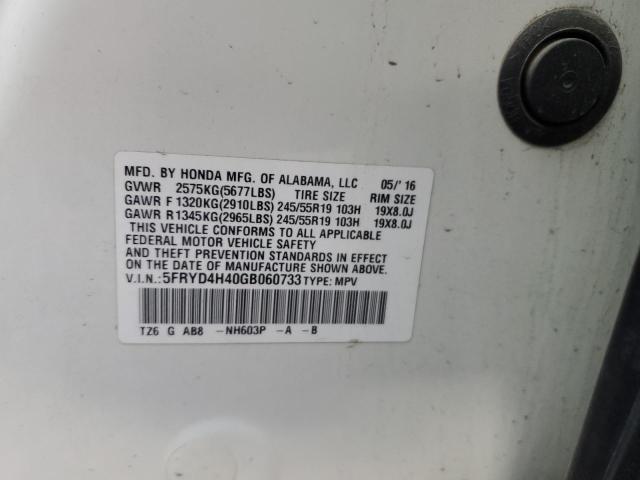 MFD. BY HONDA MFG. OF ALABAMA, LLC 05/'16
GVWR 2575KG(5677LBS) TIRE SIZE RIM SIZE
GAWR F 1320KG(2910LBS) 245/55R19 103H 19X8.0J
GAWR R 1345KG(2965LBS) 245/55R19 103H 19X8.0J
THIS VEHICLE CONFORMS TO ALL APPLICABLE
FEDERAL MOTOR VEHICLE SAFETY
AND THEFT PREVENTION STANDARDS IN EFFECT
ON THE DATE OF MANUFACTURE SHOWN ABOVE.
V.I.N.: 5FRYD4H40GB060733 TYPE: MPV
TZ6 G AB8 -NH603P -A -B